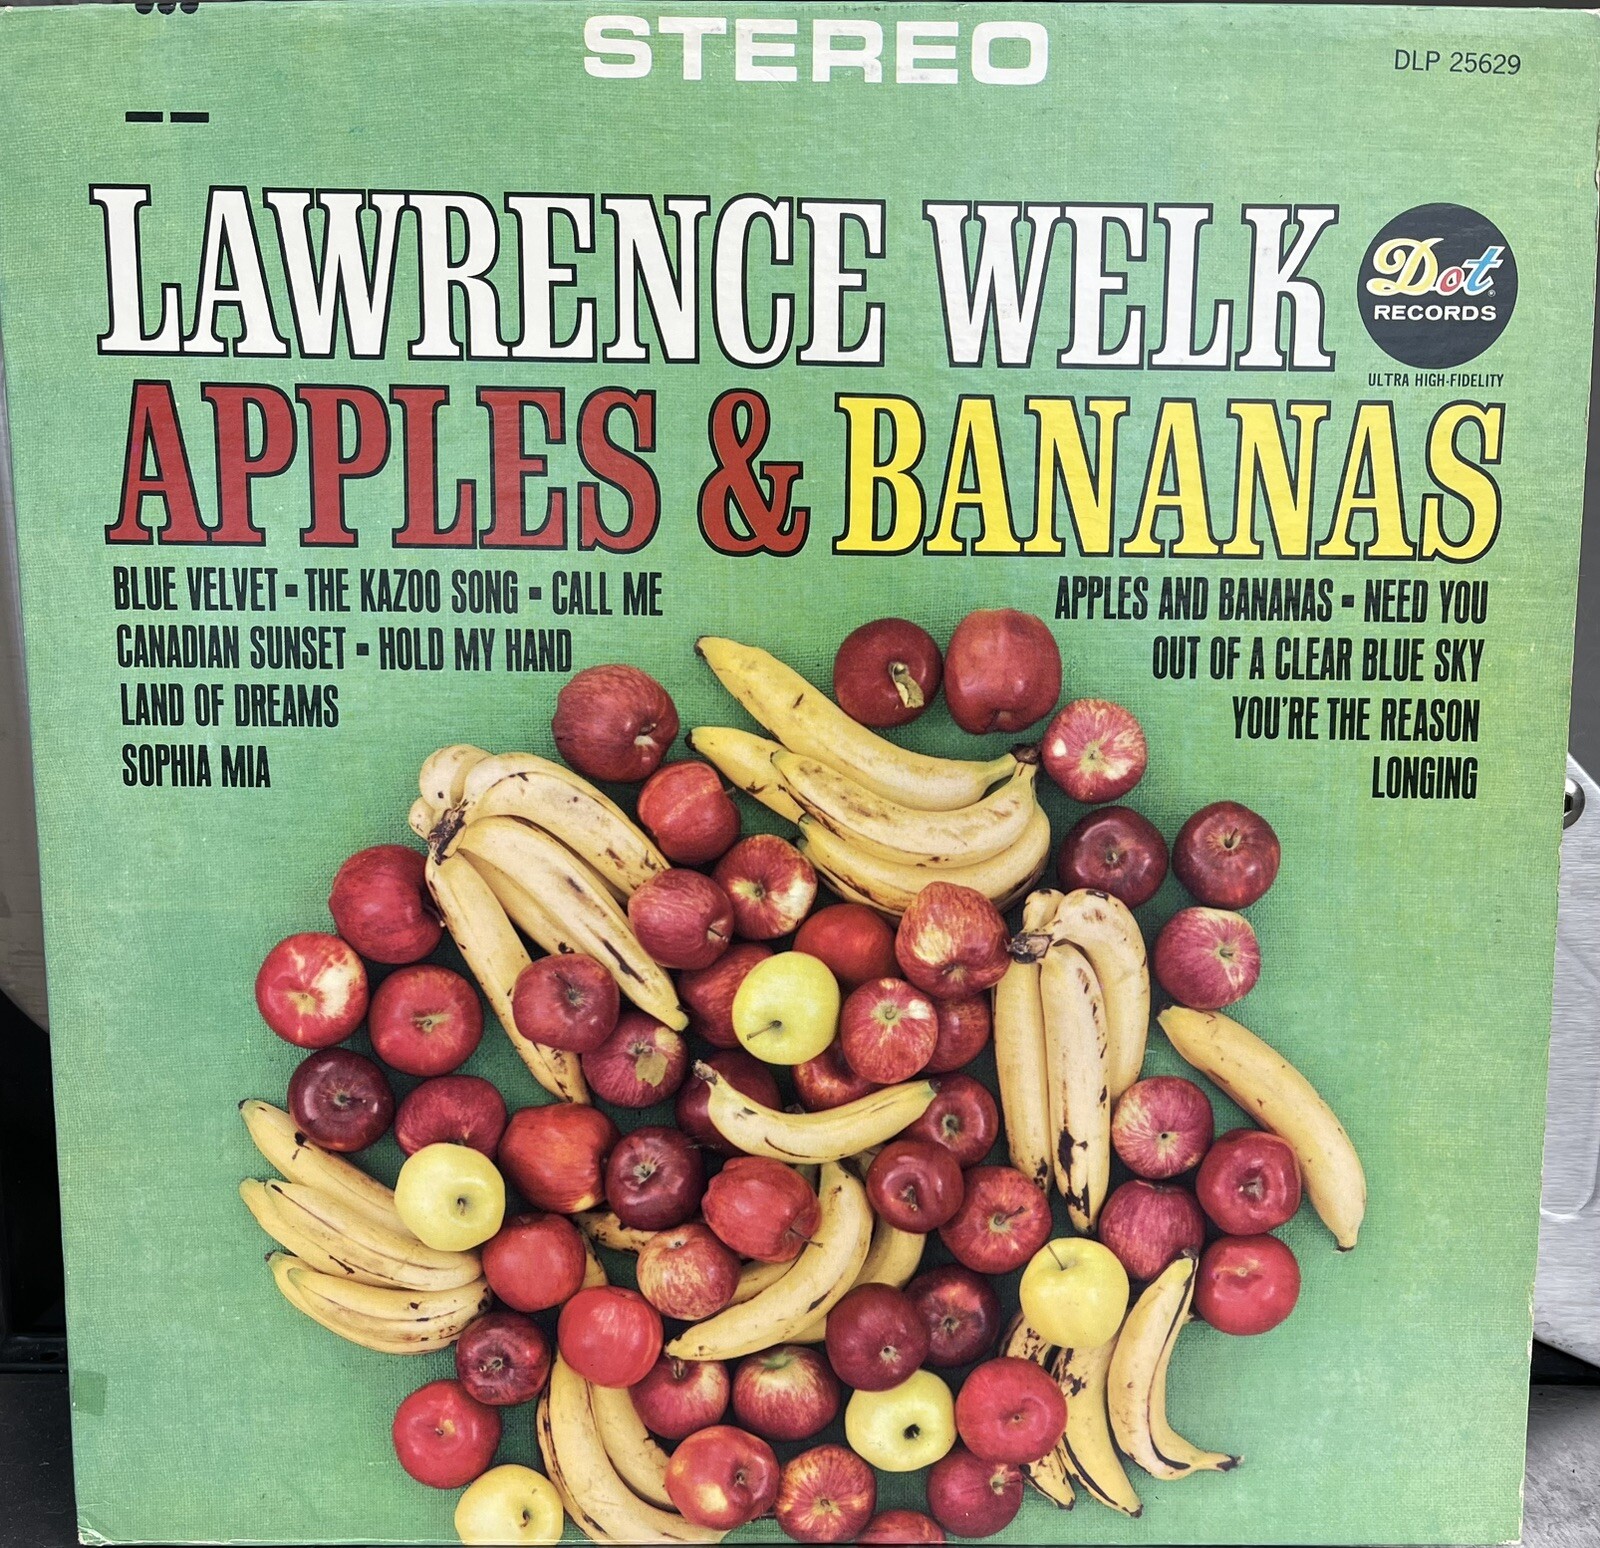 STEREO
DLP 25629
LAWRENCE WELK
Dot
RECORDS
ULTRA HIGH-FIDELITY
APPLES & BANANAS
BLUE VELVET ▪ THE KAZOO SONG ▪ CALL ME
CANADIAN SUNSET ▪ HOLD MY HAND
LAND OF DREAMS
SOPHIA MIA
APPLES AND BANANAS ▪ NEED YOU
OUT OF A CLEAR BLUE SKY
YOU'RE THE REASON
LONGING